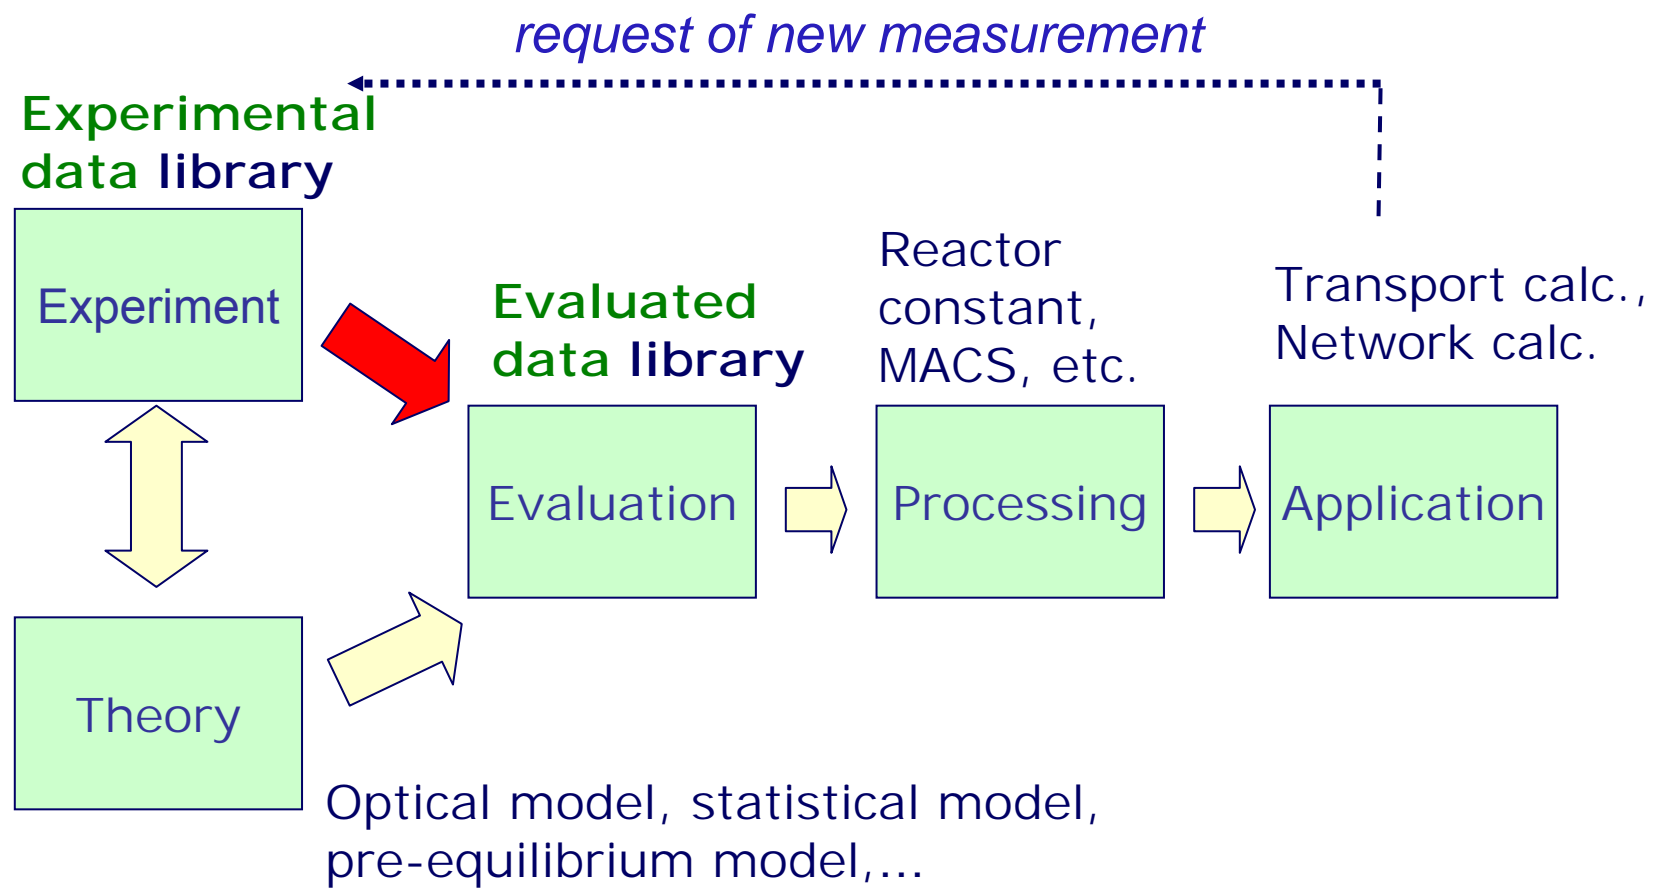 request of new measurement
Experimental
data library
Experiment
Evaluated
data library
Reactor
constant,
MACS, etc.
Transport calc.,
Network calc.
Evaluation
Processing
Application
Theory
Optical model, statistical model,
pre-equilibrium model,...